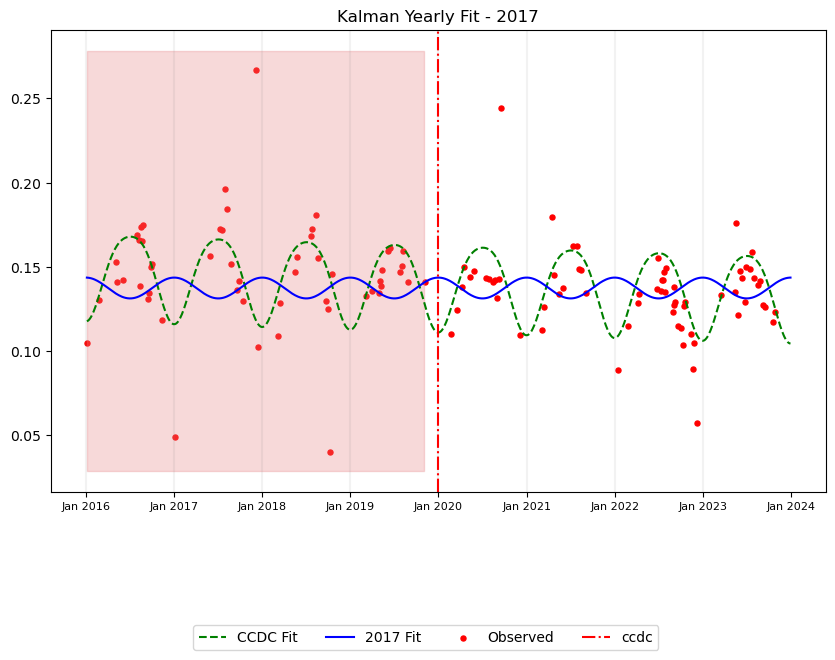 Kalman Yearly Fit - 2017
0.25
0.20
0.15
0.10
0.05
Jan 2016 Jan 2017 Jan 2018 Jan 2019 Jan 2020 Jan 2021 Jan 2022 Jan 2023 Jan 2024
CCDC Fit 2017 Fit Observed ccdc